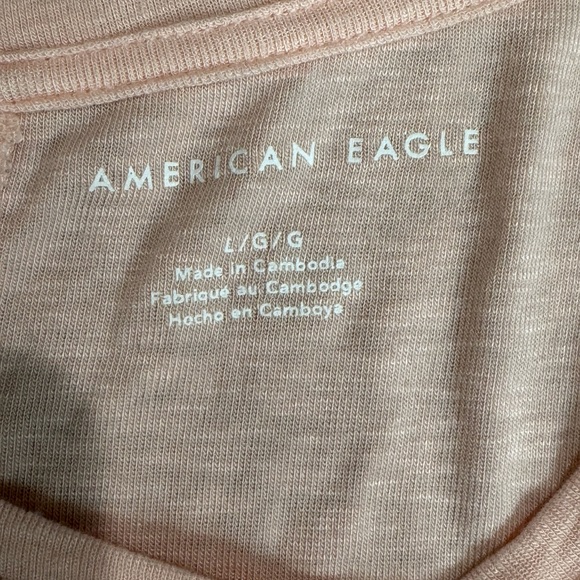 AMERICAN EAGLE
L/G/G
Made in Cambodia
Fabriqué au Cambodge
Hocho en Camboya